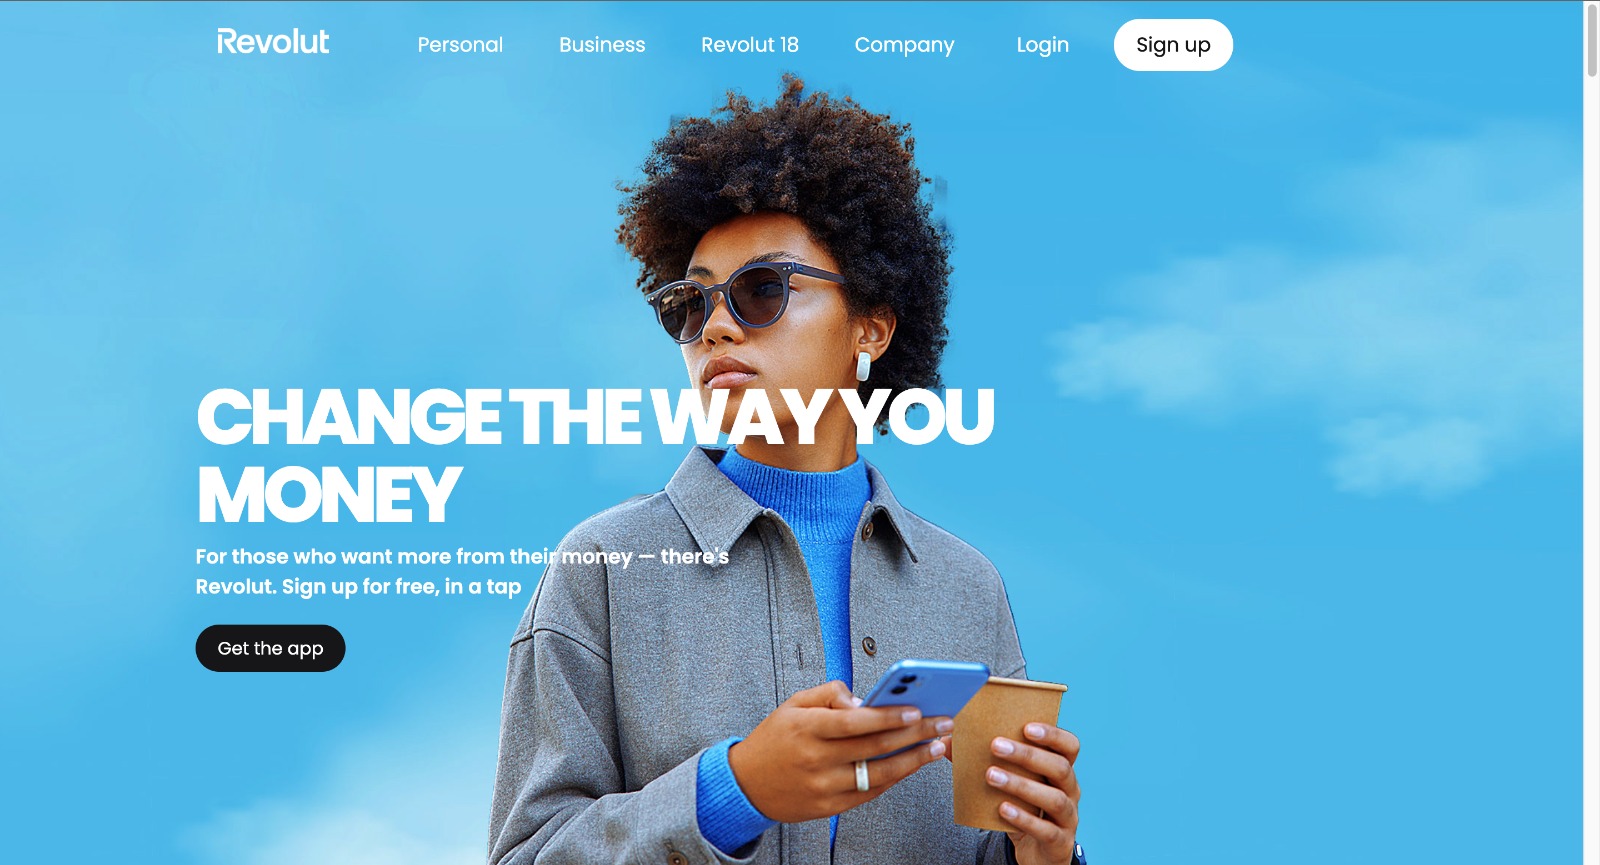 Revolut
Personal Business Revolut 18 Company Login Sign up
CHANGE THE WAY YOU
MONEY
For those who want more from their money — there's
Revolut. Sign up for free, in a tap
Get the app